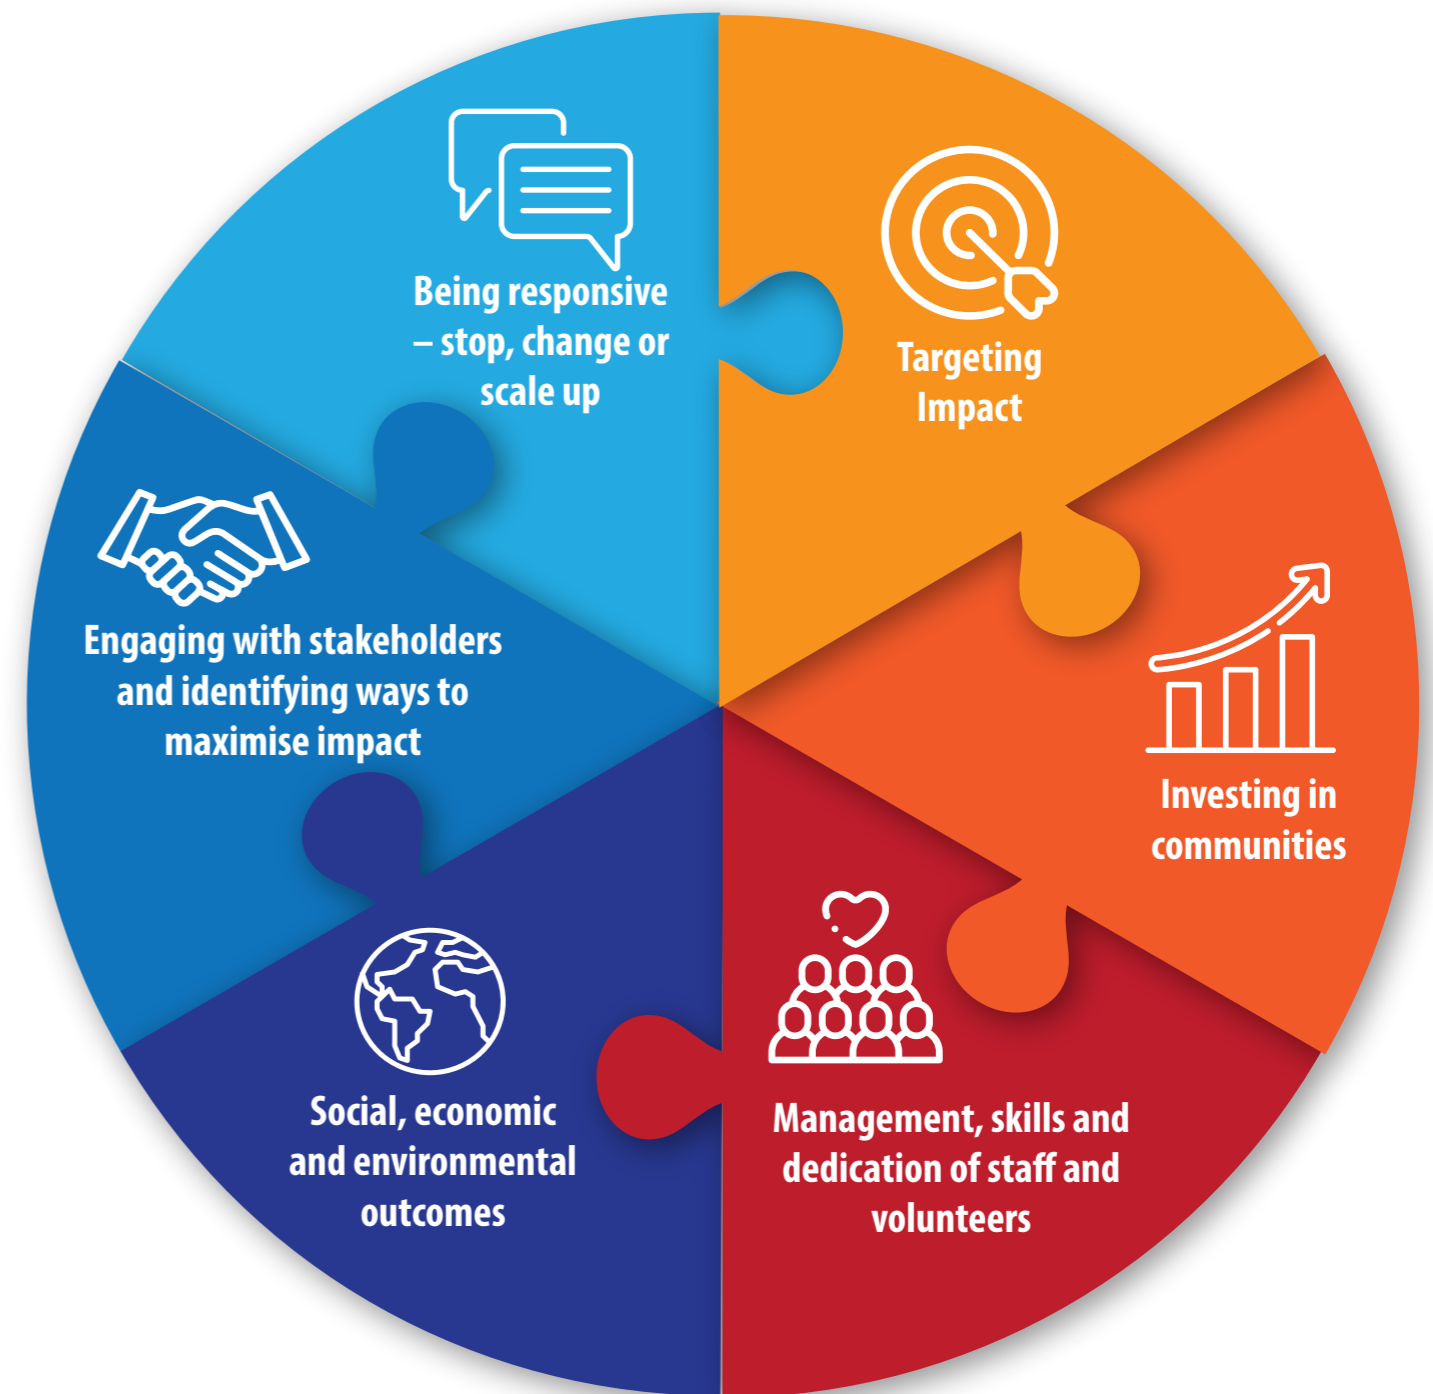 Being responsive
– stop, change or
scale up
Targeting
Impact
Engaging with stakeholders
and identifying ways to
maximise impact
Investing in
communities
Social, economic
and environmental
outcomes
Management, skills and
dedication of staff and
volunteers